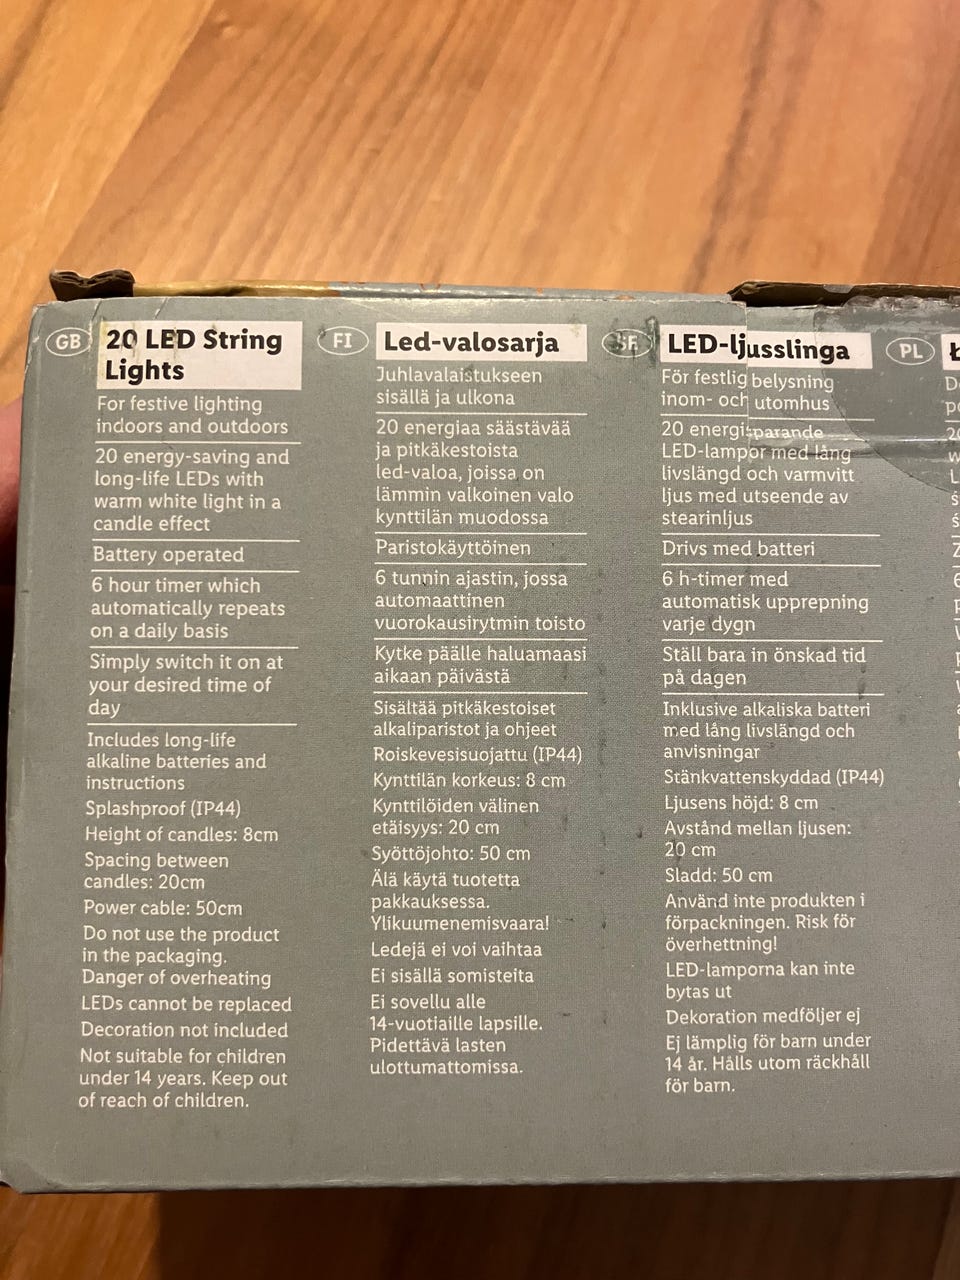 GB
20 LED String
Lights
For festive lighting
indoors and outdoors
20 energy-saving and
long-life LEDs with
warm white light in a
candle effect
Battery operated
6 hour timer which
automatically repeats
on a daily basis
Simply switch it on at
your desired time of
day
Includes long-life
alkaline batteries and
instructions
Splashproof (IP44)
Height of candles: 8cm
Spacing between
candles: 20cm
Power cable: 50cm
Do not use the product
in the packaging.
Danger of overheating
LEDs cannot be replaced
Decoration not included
Not suitable for children
under 14 years. Keep out
of reach of children.
FI
Led-valosarja
Juhlavalaistukseen
sisällä ja ulkona
20 energiaa säästävää
ja pitkäkestoista
led-valoa, joissa on
lämmin valkoinen valo
kynttilän muodossa
Paristokäyttöinen
6 tunnin ajastin, jossa
automaattinen
vuorokausirytmin toisto
Kytke päälle haluamaasi
aikaan päivästä
Sisältää pitkäkestoiset
alkaliparistot ja ohjeet
Roiskevesisuojattu (IP44)
Kynttilän korkeus: 8 cm
Kynttilöiden välinen
etäisyys: 20 cm
Syöttöjohto: 50 cm
Älä käytä tuotetta
pakkauksessa.
Ylikuumenemisvaara!
Ledejä ei voi vaihtaa
Ei sisällä somisteita
Ei sovellu alle
14-vuotiaille lapsille.
Pidettävä lasten
ulottumattomissa.
SE
LED-ljusslinga
För festlig belysning
inom- och utomhus
20 energisparande
LED-lampor med lång
livslängd och varmvitt
ljus med utseende av
stearinljus
Drivs med batteri
6 h-timer med
automatisk upprepning
varje dygn
Ställ bara in önskad tid
på dagen
Inklusive alkaliska batteri
med lång livslängd och
anvisningar
Stänkvattenskyddad (IP44)
Ljusens höjd: 8 cm
Avstånd mellan ljusen:
20 cm
Sladd: 50 cm
Använd inte produkten i
förpackningen. Risk för
överhettning!
LED-lamporna kan inte
bytas ut
Dekoration medföljer ej
Ej lämplig för barn under
14 år. Hålls utom räckhåll
för barn.
PL